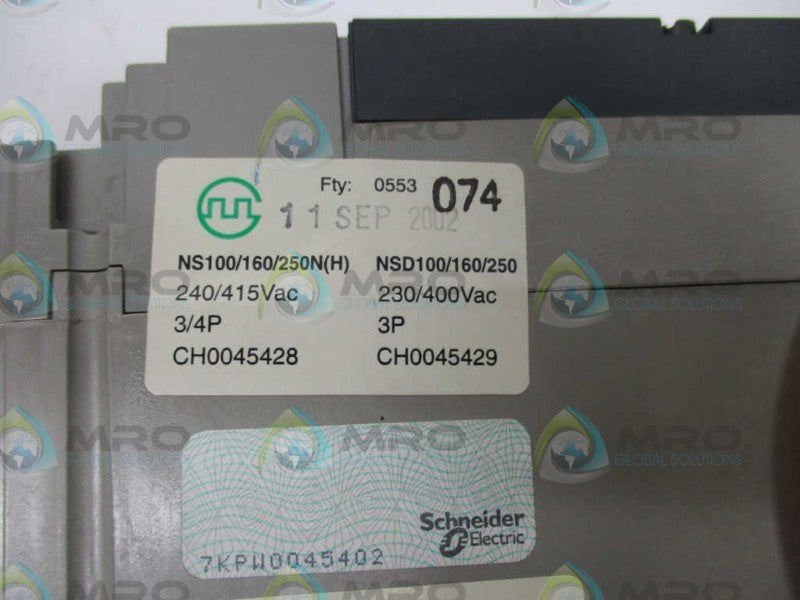 Fty: 0553 074
11 SEP 2002
NS100/160/250N(H) NSD100/160/250
240/415Vac 230/400Vac
3/4P 3P
CH0045428 CH0045429
Schneider
Electric
7KPW0045402
MRO
GLOBAL SOLUTIONS